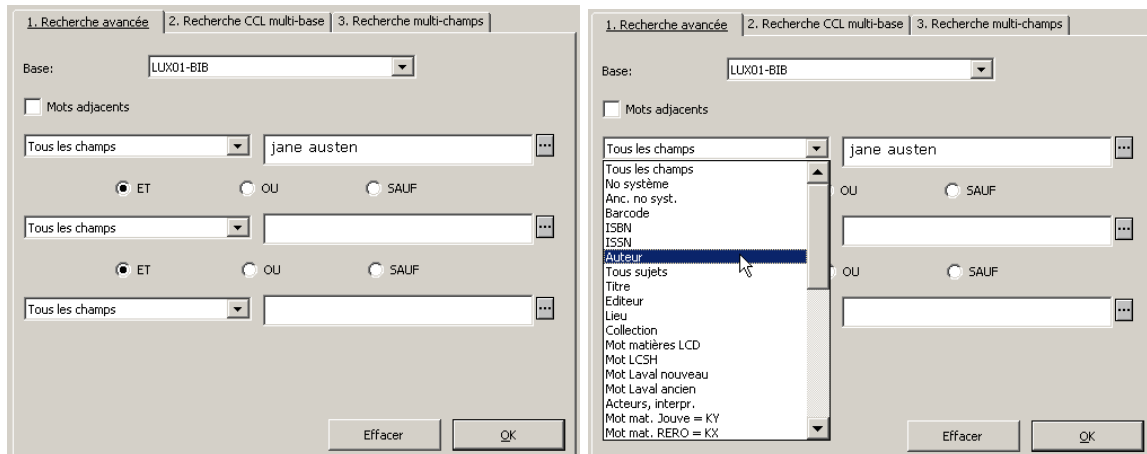 1. Recherche avancée 2. Recherche CCL multi-base 3. Recherche multi-champs
Base: LUX01-BIB
Mots adjacents
Tous les champs jane austen ...
ET OU SAUF
Tous les champs ...
ET OU SAUF
Tous les champs ...
Effacer OK
1. Recherche avancée 2. Recherche CCL multi-base 3. Recherche multi-champs
Base: LUX01-BIB
Mots adjacents
Tous les champs jane austen ...
Tous les champs
No système OU SAUF
Anc. no syst.
Barcode
ISBN ...
ISSN
Auteur
Tous sujets OU SAUF
Titre
Editeur
Lieu ...
Collection
Mot matières LCD
Mot LCSH
Mot Laval nouveau
Mot Laval ancien
Acteurs, interpr.
Mot mat. Jouve = KY
Mot mat. RERO = KX
Effacer OK